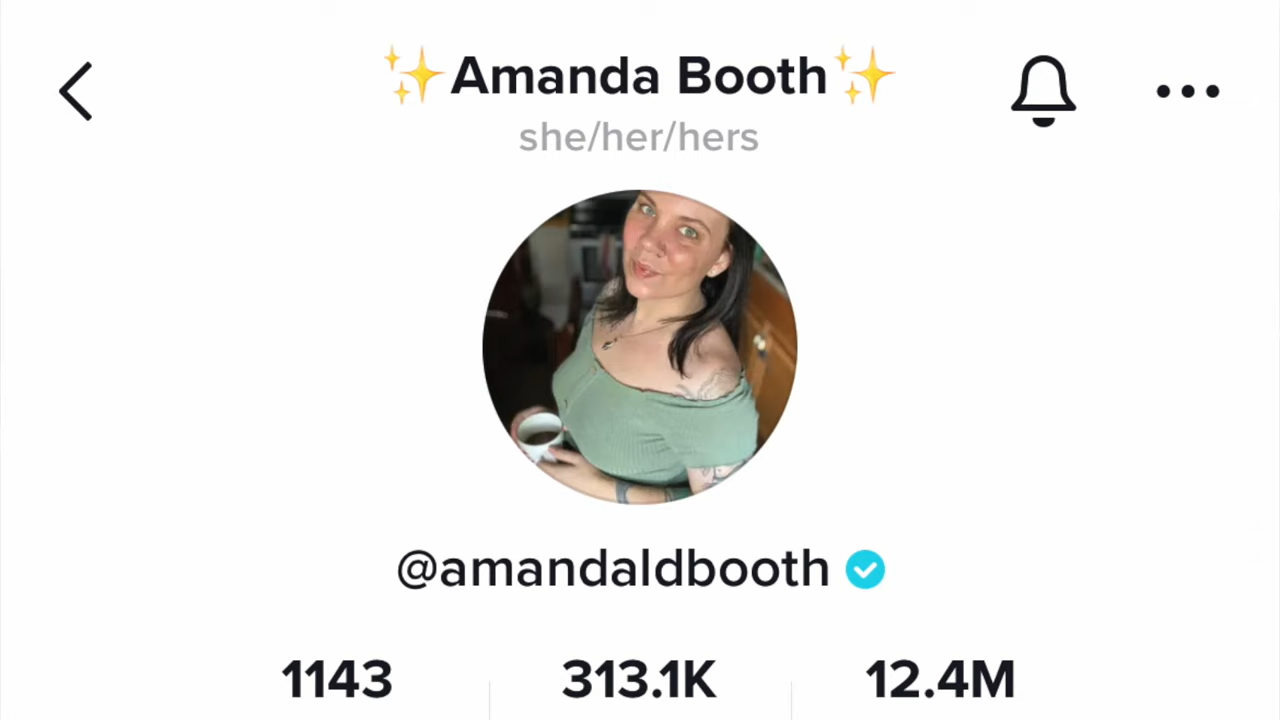 ✨Amanda Booth✨
she/her/hers
@amandaldbooth
1143 313.1K 12.4M